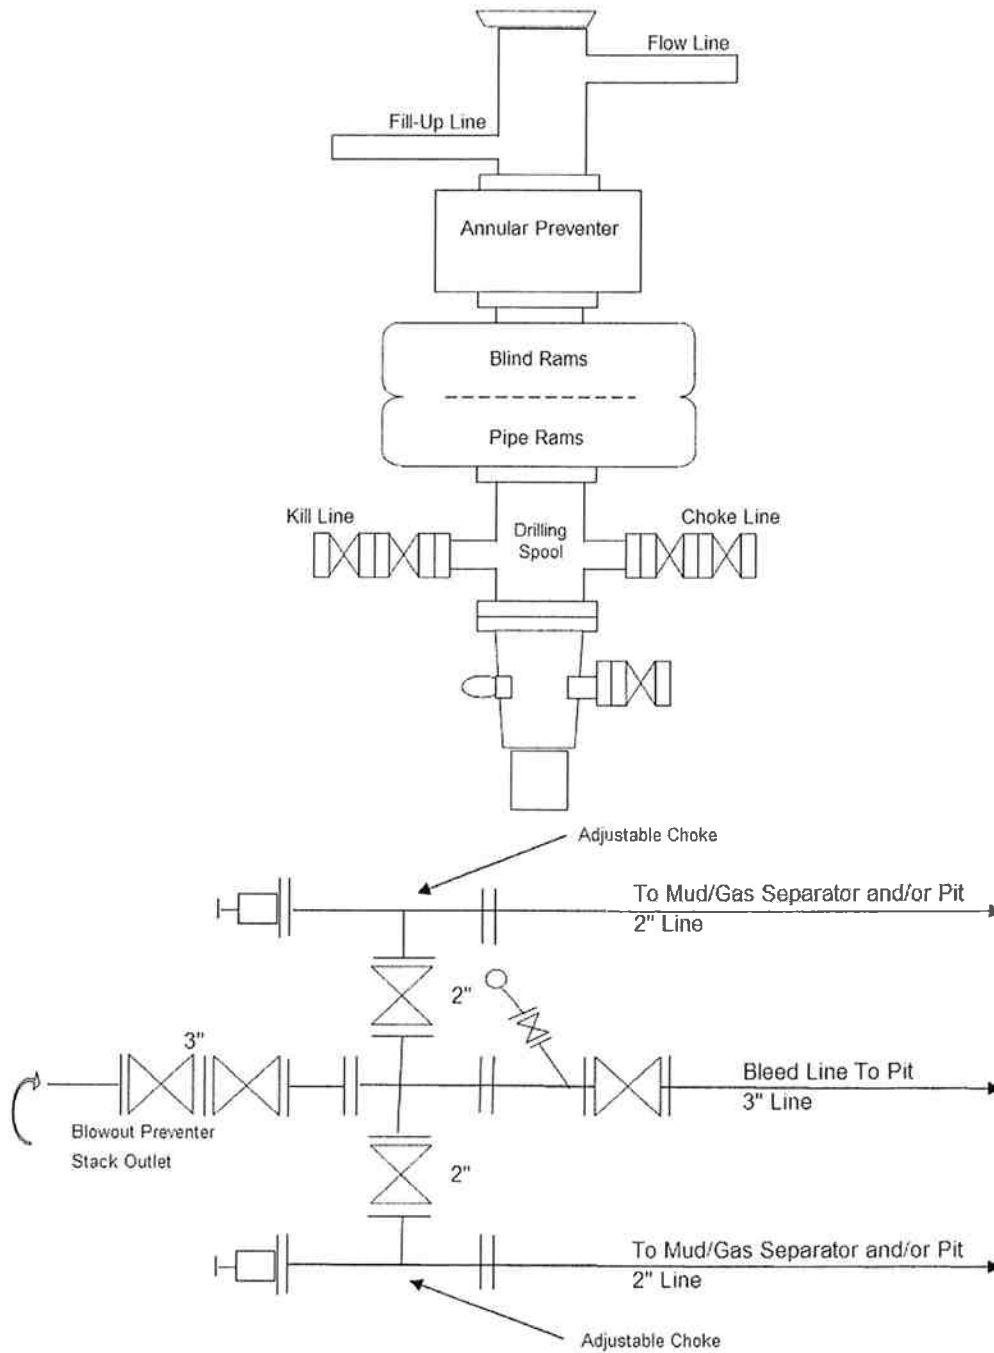 Flow Line
Fill-Up Line
Annular Preventer
Blind Rams
Pipe Rams
Kill Line
Drilling
Spool
Choke Line
Adjustable Choke
To Mud/Gas Separator and/or Pit
2" Line
2"
3"
Bleed Line To Pit
3" Line
Blowout Preventer
Stack Outlet
2"
To Mud/Gas Separator and/or Pit
2" Line
Adjustable Choke